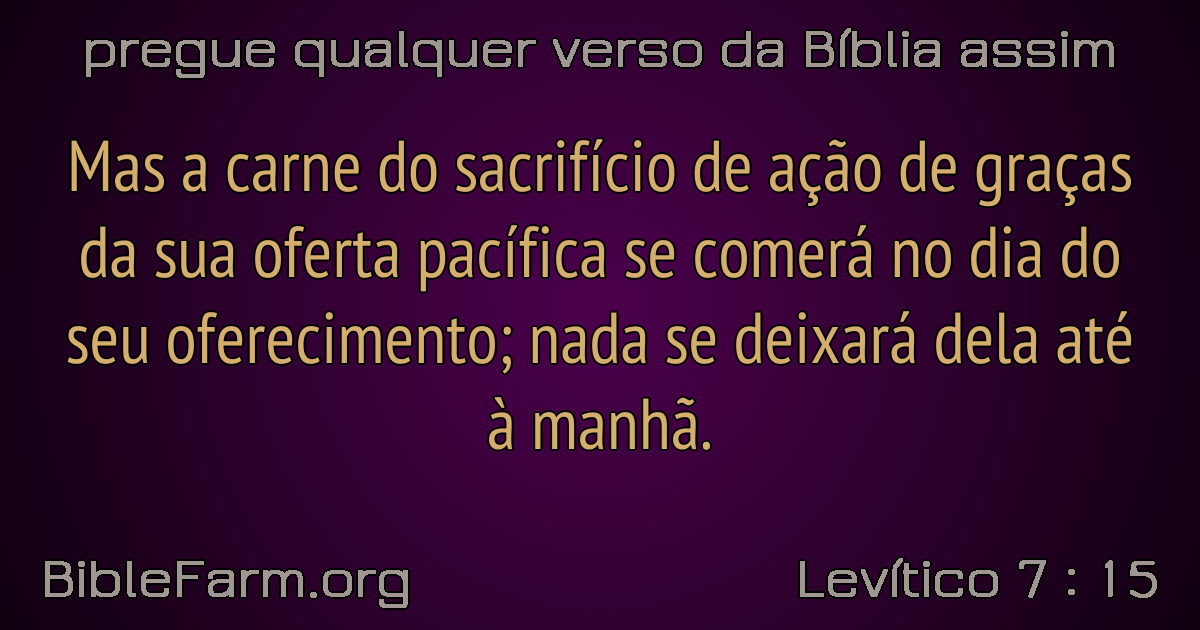 pregue qualquer verso da Bíblia assim
Mas a carne do sacrifício de ação de graças
da sua oferta pacífica se comerá no dia do
seu oferecimento; nada se deixará dela até
à manhã.
BibleFarm.org
Levítico 7 : 15